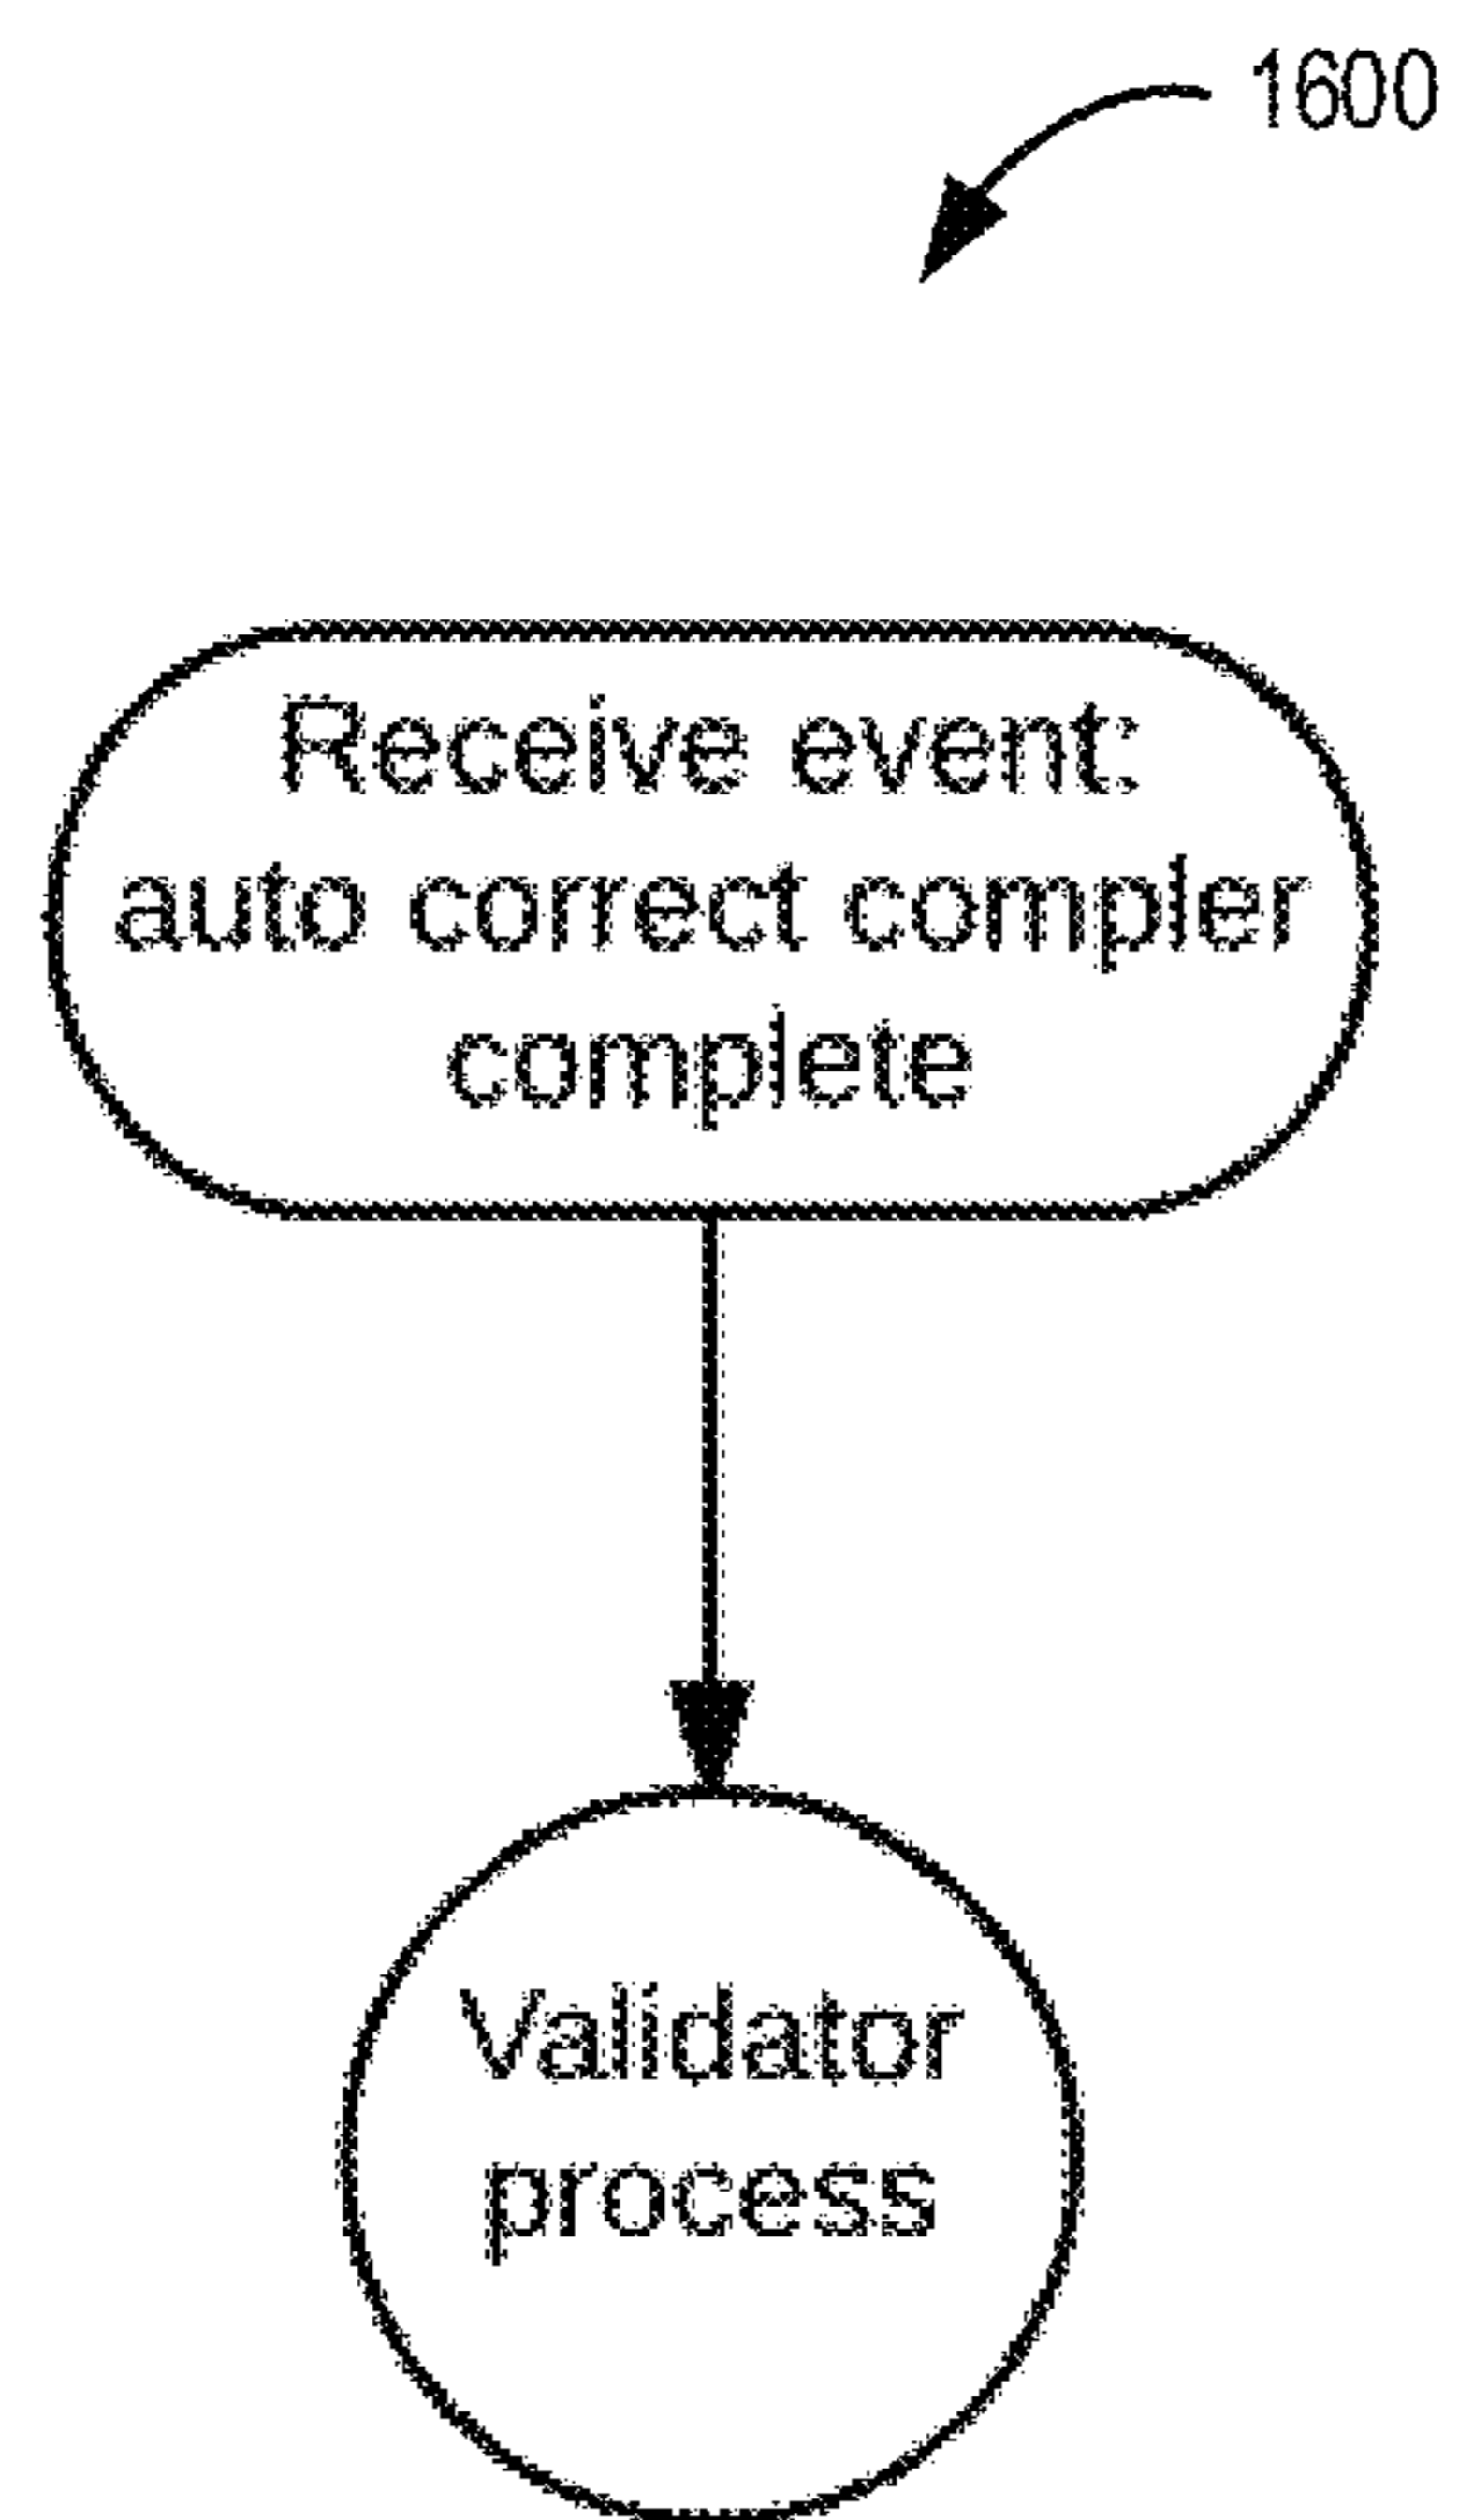 1600
Receive event;
auto correct compler
complete
Validator
process